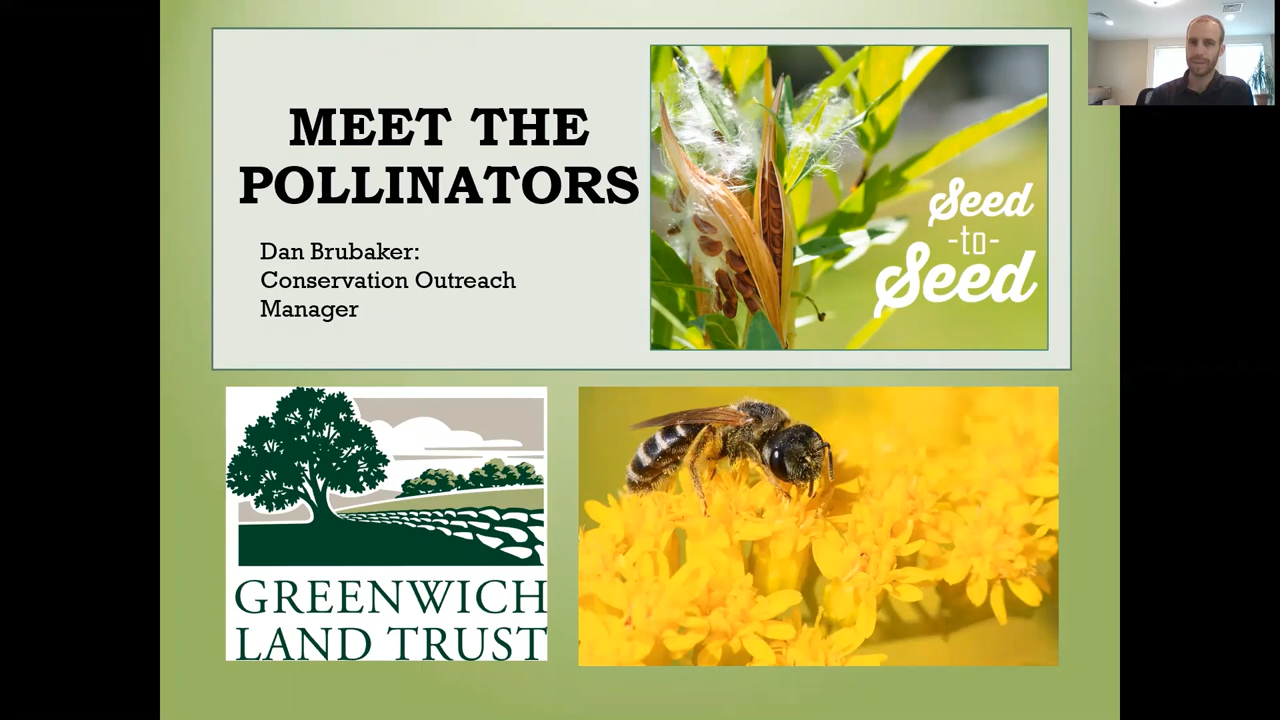 MEET THE
POLLINATORS
Dan Brubaker:
Conservation Outreach
Manager
Seed
-to-
Seed
GREENWICH
LAND TRUST